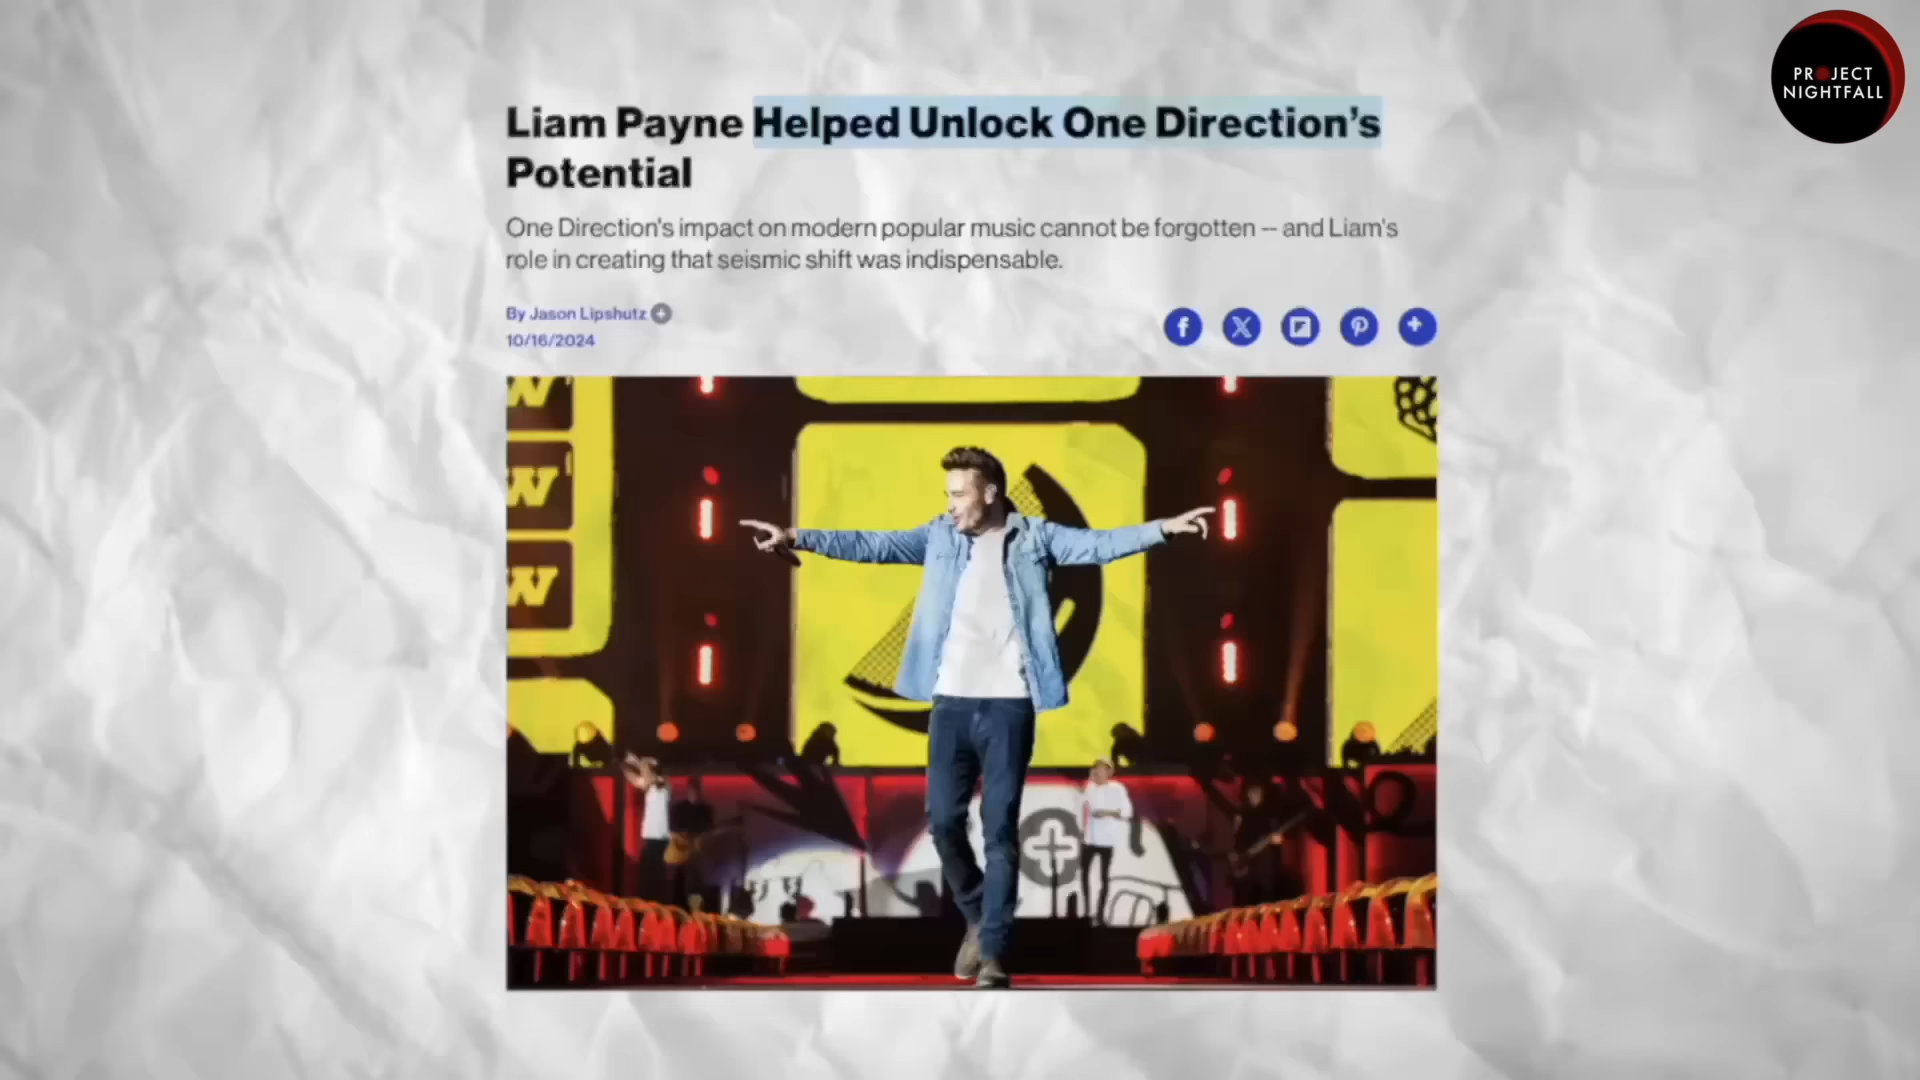 PROJECT
NIGHTFALL
Liam Payne Helped Unlock One Direction's
Potential
One Direction's impact on modern popular music cannot be forgotten -- and Liam's
role in creating that seismic shift was indispensable.
By Jason Lipshutz
10/16/2024
W
W
W